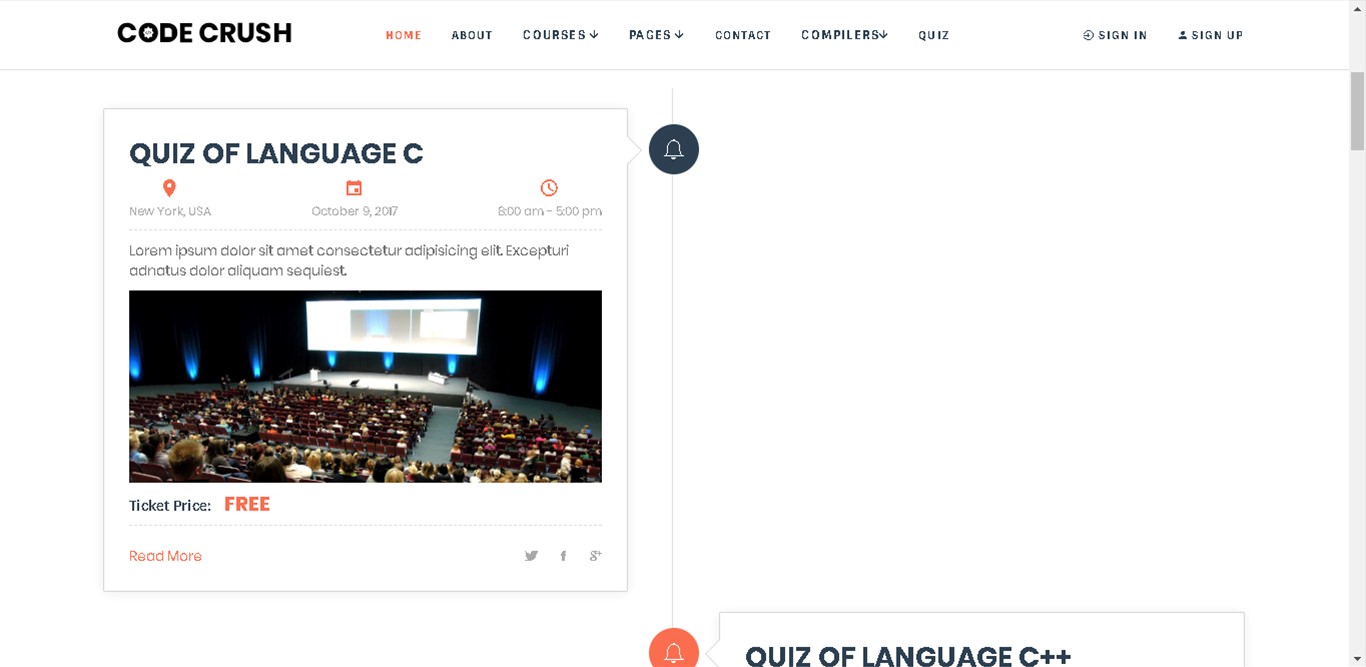 CODE CRUSH
HOME ABOUT COURSES PAGES CONTACT COMPILERS QUIZ SIGN IN SIGN UP
QUIZ OF LANGUAGE C
New York, USA October 9, 2017 8:00 am - 5:00 pm
Lorem ipsum dolor sit amet consectetur adipisicing elit. Excepturi
adnatus dolor aliquam sequiest.
Ticket Price: FREE
Read More
QUIZ OF LANGUAGE C++